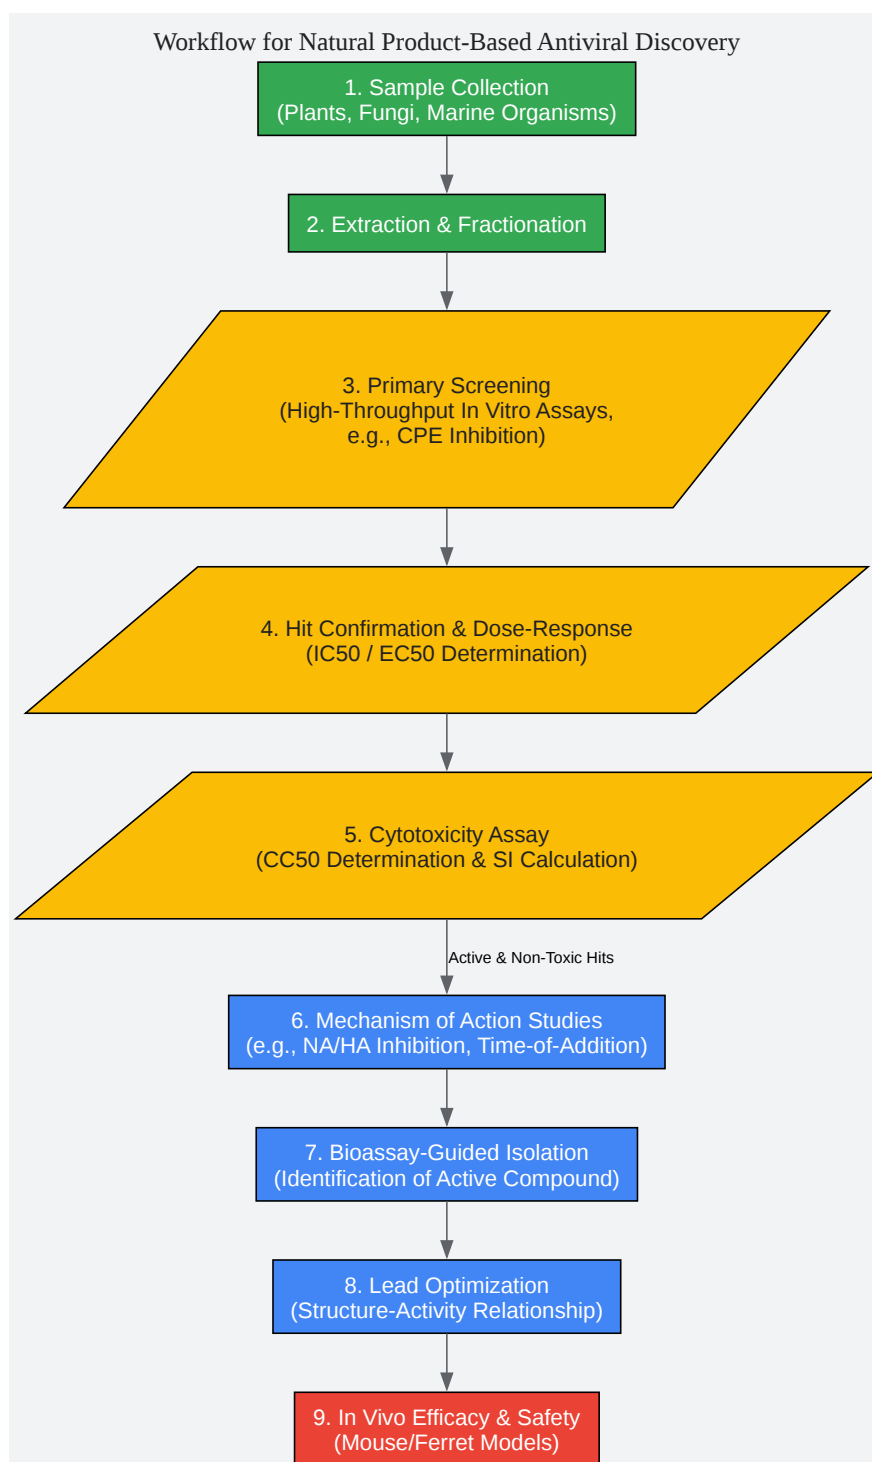 Workflow for Natural Product-Based Antiviral Discovery
1. Sample Collection
(Plants, Fungi, Marine Organisms)
2. Extraction & Fractionation
3. Primary Screening
(High-Throughput In Vitro Assays,
e.g., CPE Inhibition)
4. Hit Confirmation & Dose-Response
(IC50 / EC50 Determination)
5. Cytotoxicity Assay
(CC50 Determination & SI Calculation)
Active & Non-Toxic Hits
6. Mechanism of Action Studies
(e.g., NA/HA Inhibition, Time-of-Addition)
7. Bioassay-Guided Isolation
(Identification of Active Compound)
8. Lead Optimization
(Structure-Activity Relationship)
9. In Vivo Efficacy & Safety
(Mouse/Ferret Models)